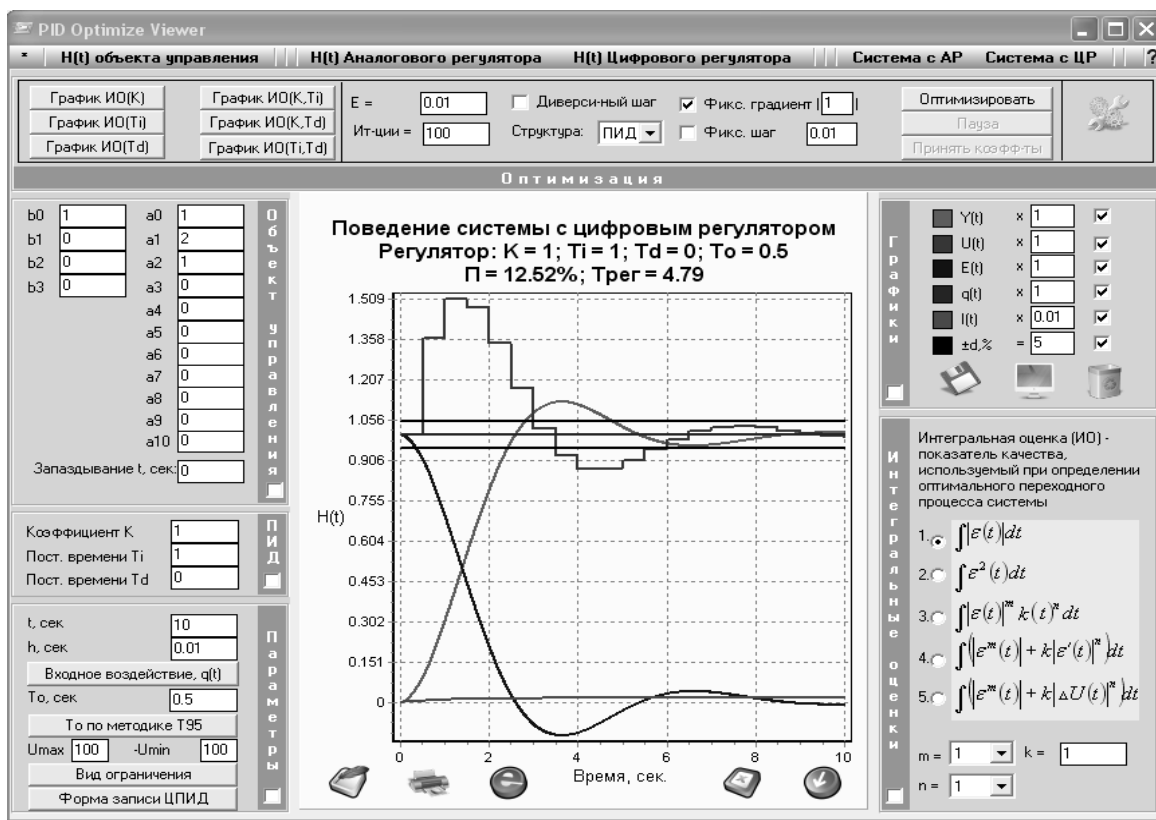 PID Optimize Viewer
* H(t) объекта управления H(t) Аналогового регулятора H(t) Цифрового регулятора Система с АР Система с ЦР ?
График ИО(K) График ИО(K,Ti) E = 0.01 Диверси-ный шаг Фикс. градиент | 1 | Оптимизировать
График ИО(Ti) График ИО(K,Td) Ит-ции = 100 Структура: ПИД Фикс. шаг 0.01 Пауза
График ИО(Td) График ИО(Ti,Td) Принять коэфф-ты
Оптимизация
b0 1 a0 1
b1 0 a1 2
b2 0 a2 1
b3 0 a3 0
a4 0
a5 0
a6 0
a7 0
a8 0
a9 0
a10 0
Запаздывание t, сек: 0
Объект управления
Коэффициент K 1
Пост. времени Ti 1
Пост. времени Td 0
ПИД
t, сек 10
h, сек 0.01
Входное воздействие, q(t)
To, сек 0.5
To по методике T95
Umax 100 -Umin 100
Вид ограничения
Форма записи ЦПИД
Параметры
Поведение системы с цифровым регулятором
Регулятор: K = 1; Ti = 1; Td = 0; To = 0.5
П = 12.52%; Tрег = 4.79
1.509
1.358
1.207
1.056
0.906
0.755
H(t)
0.604
0.453
0.302
0.151
0
0 2 4 6 8 10
Время, сек.
Графики
Y(t) x 1
U(t) x 1
E(t) x 1
q(t) x 1
I(t) x 0.01
±d,% = 5
Интегральные оценки
Интегральная оценка (ИО) -
показатель качества,
используемый при определении
оптимального переходного
процесса системы
1. ∫|ε(t)|dt
2. ∫ε²(t)dt
3. ∫|ε(t)|^m k(t)^n dt
4. ∫(|ε^m(t)| + k|ε'(t)|^n)dt
5. ∫(|ε^m(t)| + k|△U(t)|^n)dt
m = 1 k = 1
n = 1